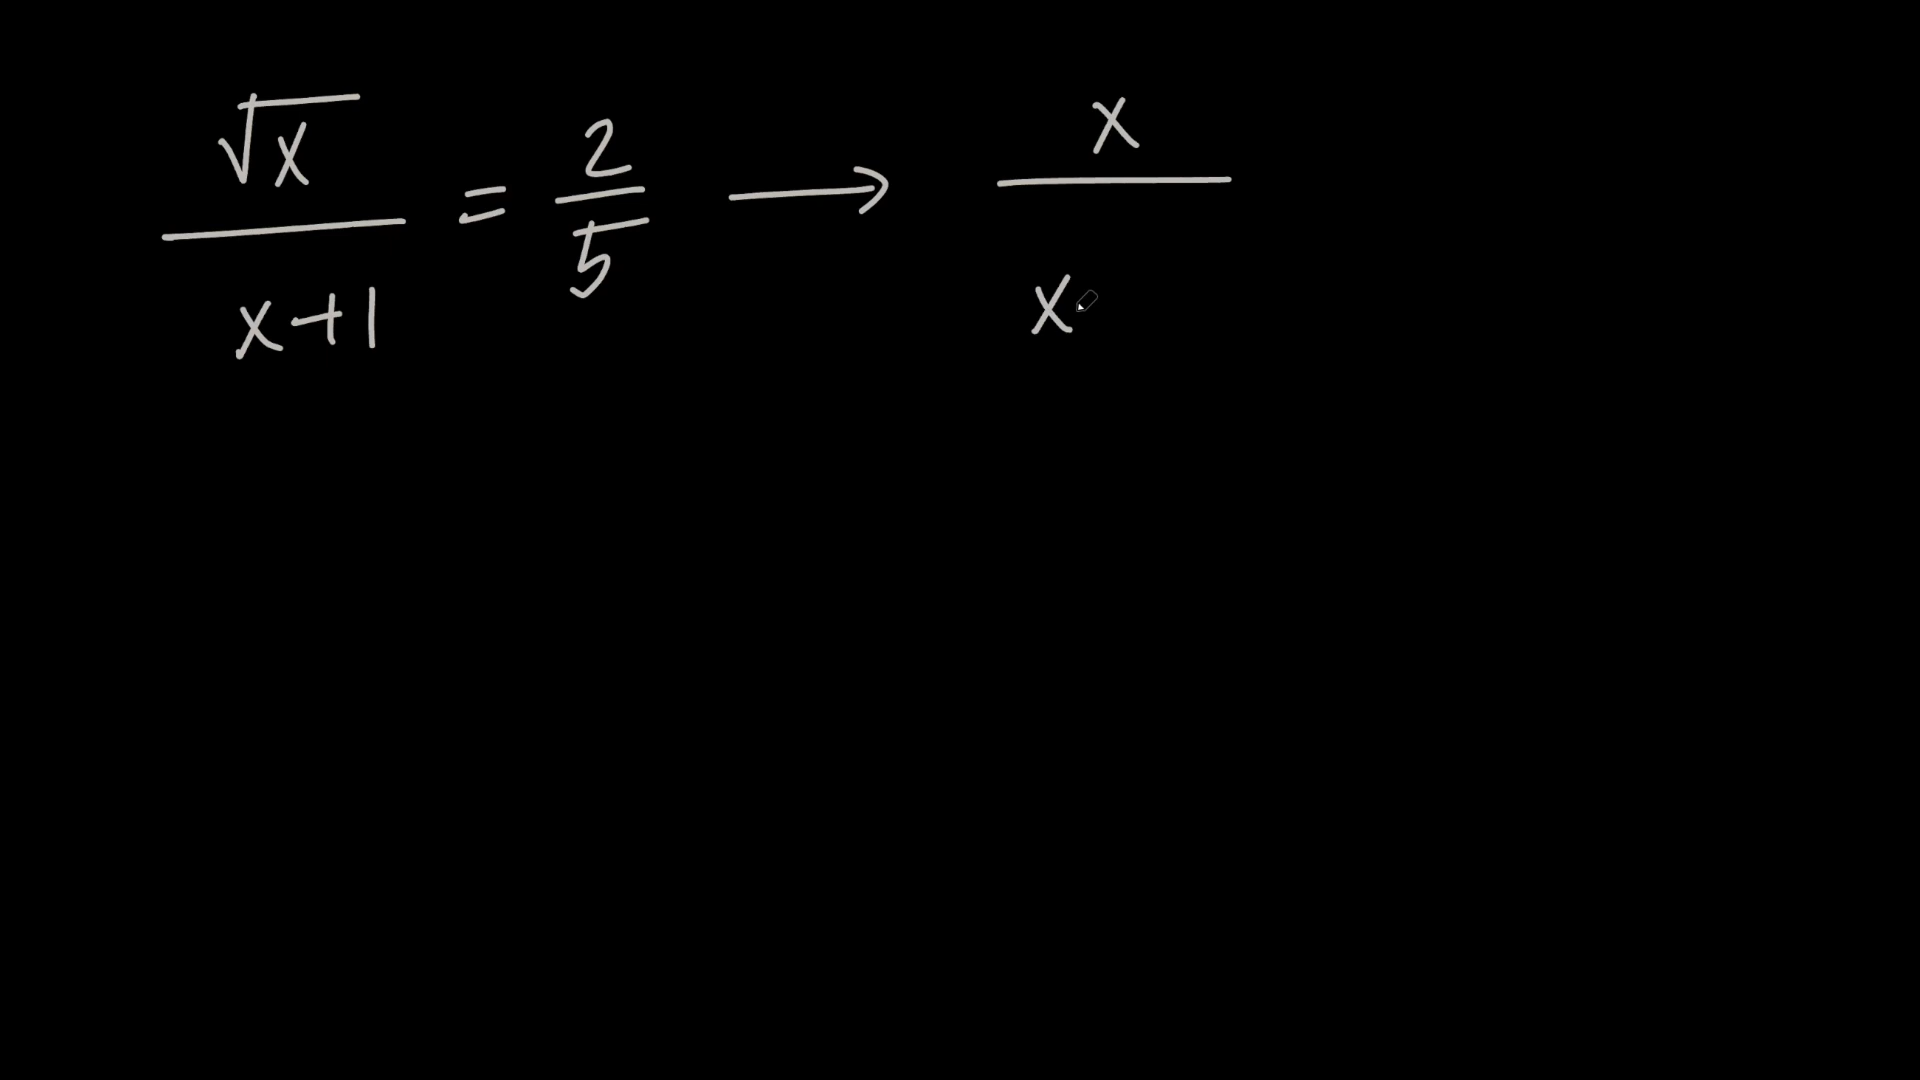 √x / x+1 = 2/5 → x / x